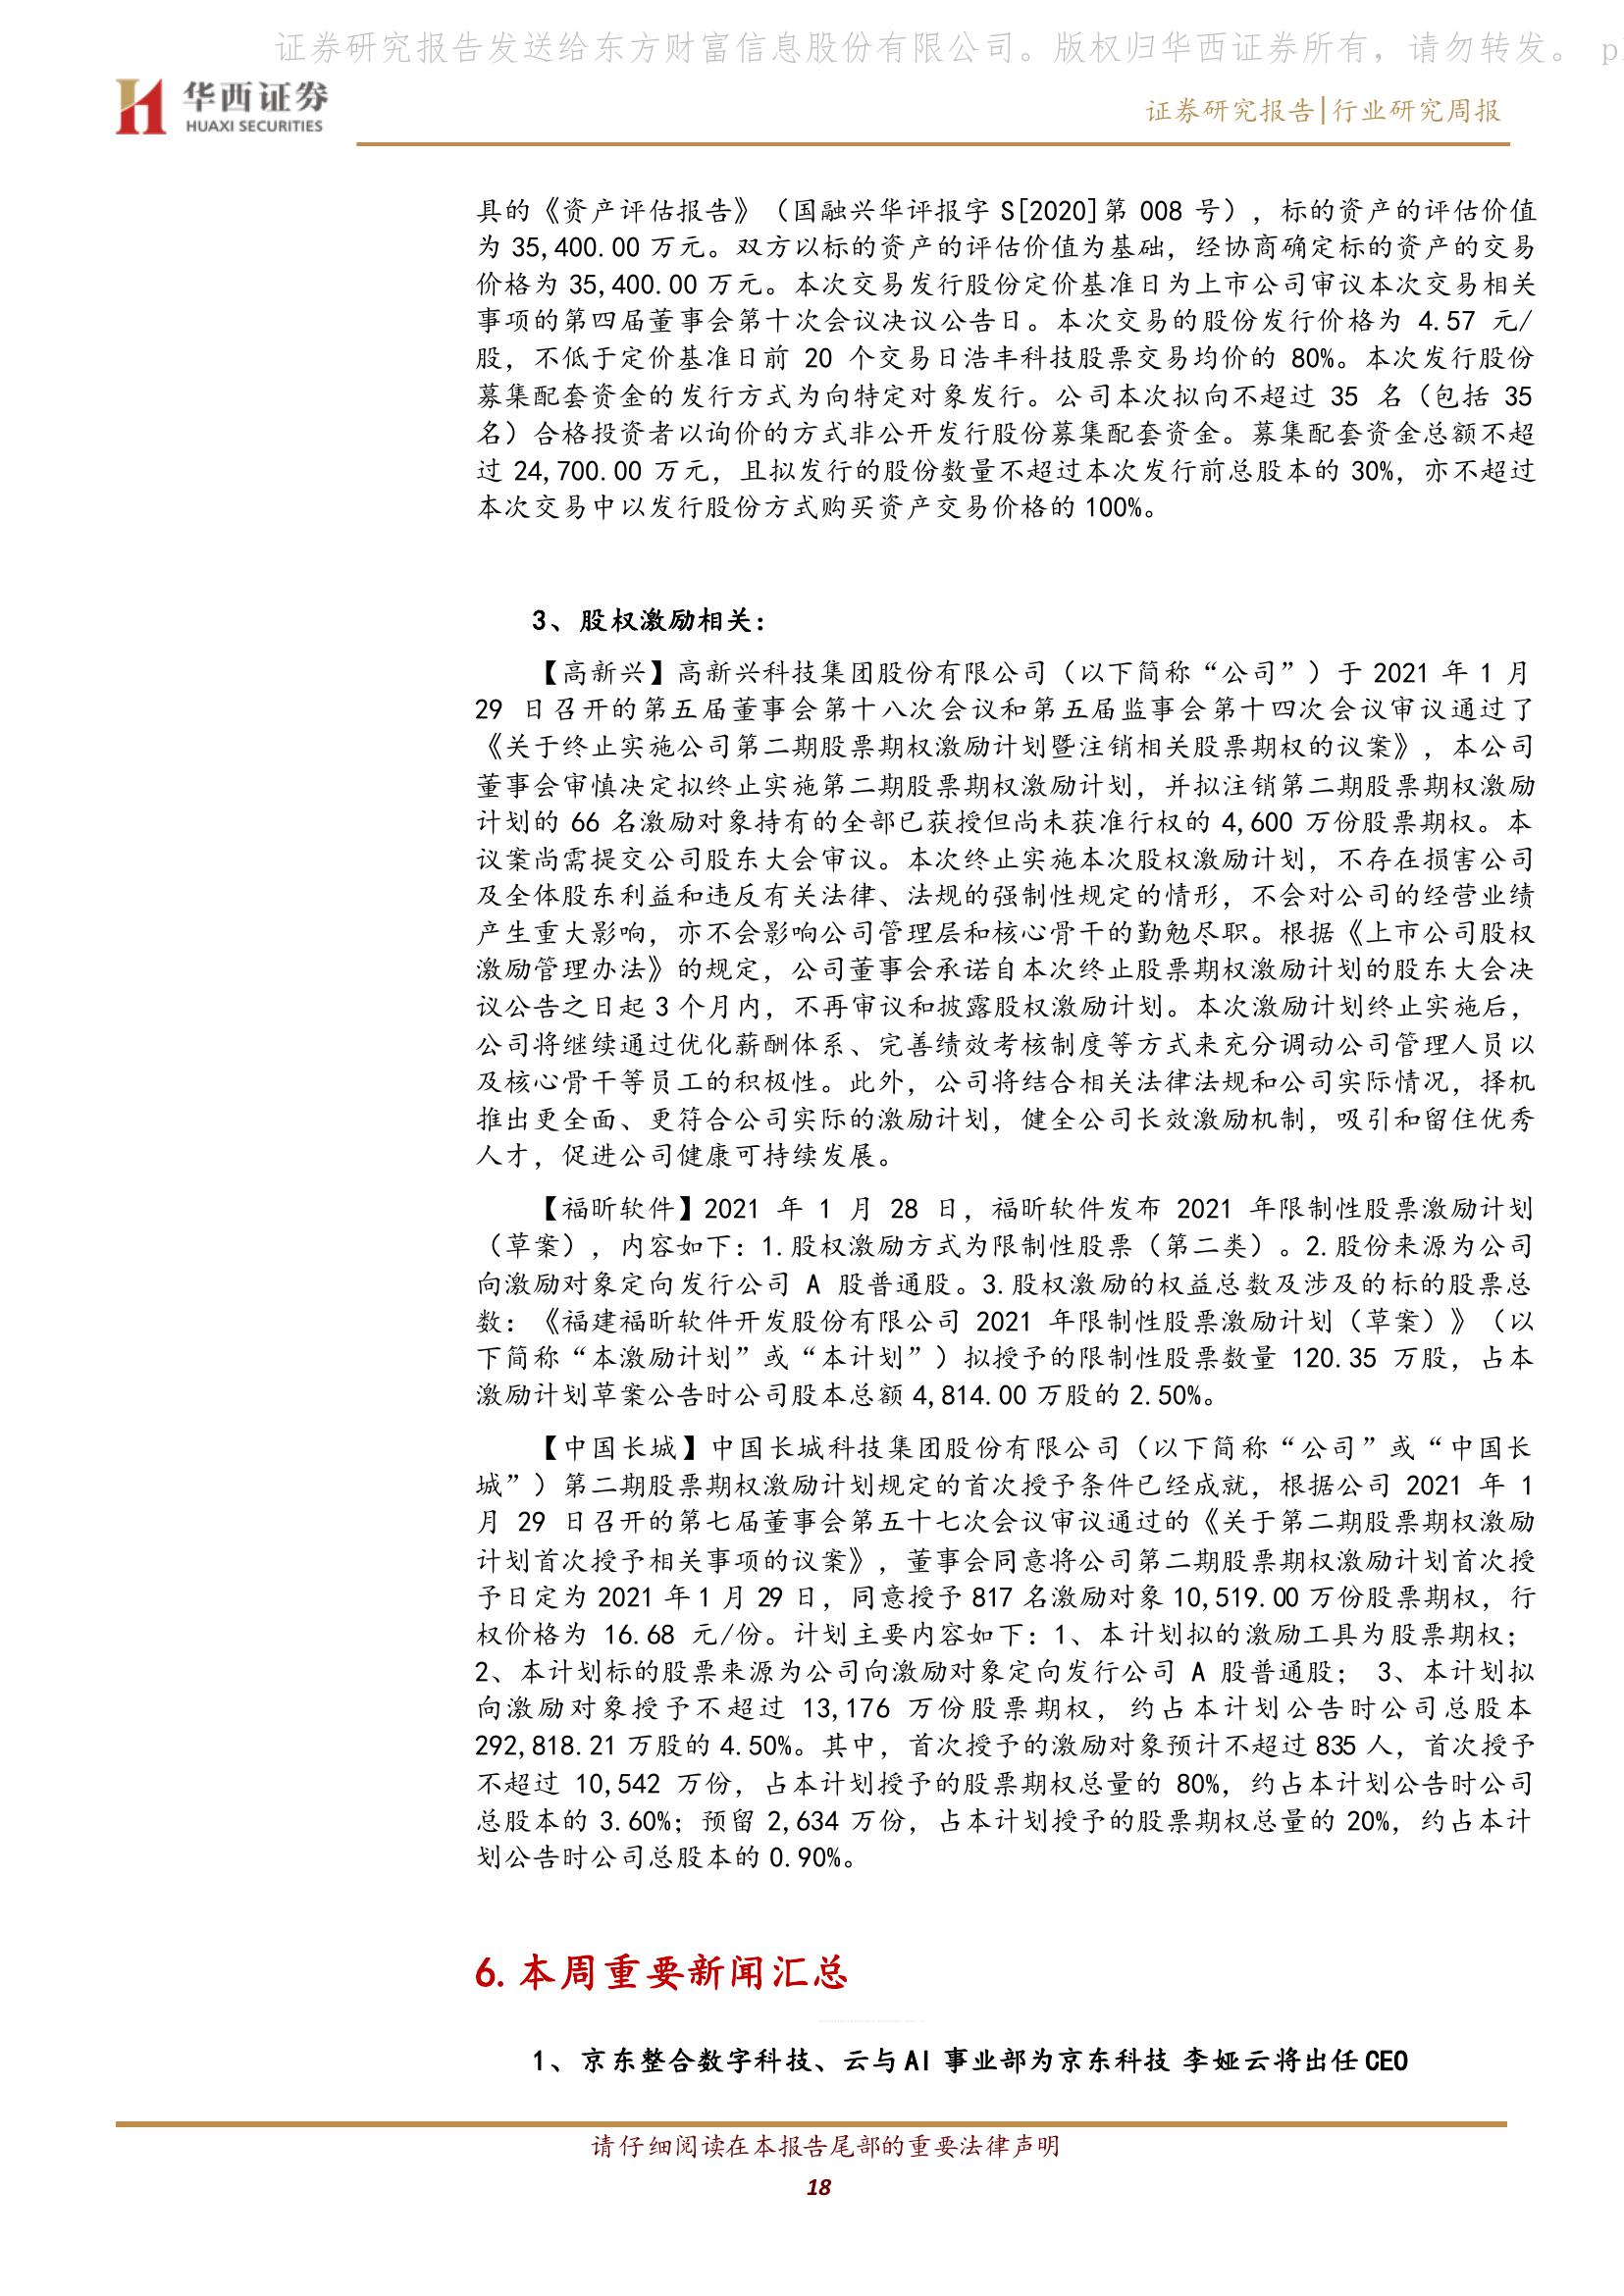 证券研究报告发送给东方财富信息股份有限公司。版权归华西证券所有，请勿转发。 p
华西证券
HUAXI SECURITIES
证券研究报告|行业研究周报
具的《资产评估报告》（国融兴华评报字 S[2020]第 008 号），标的资产的评估价值
为 35,400.00 万元。双方以标的资产的评估价值为基础，经协商确定标的资产的交易
价格为 35,400.00 万元。本次交易发行股份定价基准日为上市公司审议本次交易相关
事项的第四届董事会第十次会议决议公告日。本次交易的股份发行价格为 4.57 元/
股，不低于定价基准日前 20 个交易日浩丰科技股票交易均价的 80%。本次发行股份
募集配套资金的发行方式为向特定对象发行。公司本次拟向不超过 35 名（包括 35
名）合格投资者以询价的方式非公开发行股份募集配套资金。募集配套资金总额不超
过 24,700.00 万元，且拟发行的股份数量不超过本次发行前总股本的 30%，亦不超过
本次交易中以发行股份方式购买资产交易价格的 100%。
3、股权激励相关：
【高新兴】高新兴科技集团股份有限公司（以下简称“公司”）于 2021 年 1 月
29 日召开的第五届董事会第十八次会议和第五届监事会第十四次会议审议通过了
《关于终止实施公司第二期股票期权激励计划暨注销相关股票期权的议案》，本公司
董事会审慎决定拟终止实施第二期股票期权激励计划，并拟注销第二期股票期权激励
计划的 66 名激励对象持有的全部已获授但尚未获准行权的 4,600 万份股票期权。本
议案尚需提交公司股东大会审议。本次终止实施本次股权激励计划，不存在损害公司
及全体股东利益和违反有关法律、法规的强制性规定的情形，不会对公司的经营业绩
产生重大影响，亦不会影响公司管理层和核心骨干的勤勉尽职。根据《上市公司股权
激励管理办法》的规定，公司董事会承诺自本次终止股票期权激励计划的股东大会决
议公告之日起 3 个月内，不再审议和披露股权激励计划。本次激励计划终止实施后，
公司将继续通过优化薪酬体系、完善绩效考核制度等方式来充分调动公司管理人员以
及核心骨干等员工的积极性。此外，公司将结合相关法律法规和公司实际情况，择机
推出更全面、更符合公司实际的激励计划，健全公司长效激励机制，吸引和留住优秀
人才，促进公司健康可持续发展。
【福昕软件】2021 年 1 月 28 日，福昕软件发布 2021 年限制性股票激励计划
（草案），内容如下：1.股权激励方式为限制性股票（第二类）。2.股份来源为公司
向激励对象定向发行公司 A 股普通股。3.股权激励的权益总数及涉及的标的股票总
数：《福建福昕软件开发股份有限公司 2021 年限制性股票激励计划（草案）》（以
下简称“本激励计划”或“本计划”）拟授予的限制性股票数量 120.35 万股，占本
激励计划草案公告时公司股本总额 4,814.00 万股的 2.50%。
【中国长城】中国长城科技集团股份有限公司（以下简称“公司”或“中国长
城”）第二期股票期权激励计划规定的首次授予条件已经成就，根据公司 2021 年 1
月 29 日召开的第七届董事会第五十七次会议审议通过的《关于第二期股票期权激励
计划首次授予相关事项的议案》，董事会同意将公司第二期股票期权激励计划首次授
予日定为 2021 年 1 月 29 日，同意授予 817 名激励对象 10,519.00 万份股票期权，行
权价格为 16.68 元/份。计划主要内容如下：1、本计划拟的激励工具为股票期权；
2、本计划标的股票来源为公司向激励对象定向发行公司 A 股普通股； 3、本计划拟
向激励对象授予不超过 13,176 万份股票期权，约占本计划公告时公司总股本
292,818.21 万股的 4.50%。其中，首次授予的激励对象预计不超过 835 人，首次授予
不超过 10,542 万份，占本计划授予的股票期权总量的 80%，约占本计划公告时公司
总股本的 3.60%；预留 2,634 万份，占本计划授予的股票期权总量的 20%，约占本计
划公告时公司总股本的 0.90%。
6.本周重要新闻汇总
1、京东整合数字科技、云与 AI 事业部为京东科技 李娅云将出任 CEO
请仔细阅读在本报告尾部的重要法律声明
18